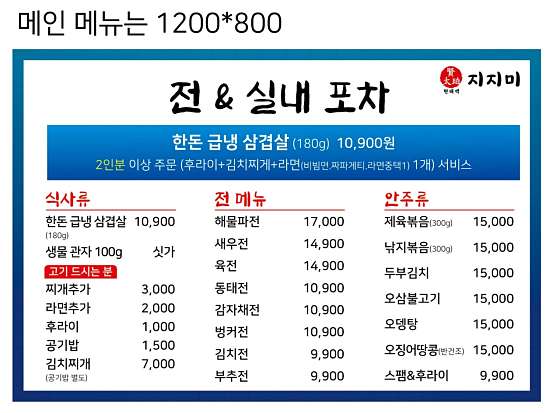 메인 메뉴는 1200*800
지지미
전 & 실내 포차
한돈 급냉 삼겹살 (180g) 10,900원
2인분 이상 주문 (후라이+김치찌게+라면(비빔면,짜파게티,라면중택1) 1개) 서비스
식사류
한돈 급냉 삼겹살 10,900
(180g)
생물 관자 100g 싯가
고기 드시는 분
찌개추가 3,000
라면추가 2,000
후라이 1,000
공기밥 1,500
김치찌개 7,000
(공기밥 별도)
전 메뉴
해물파전 17,000
새우전 14,900
육전 14,900
동태전 10,900
감자채전 10,900
벙커전 10,900
김치전 9,900
부추전 9,900
안주류
제육볶음(300g) 15,000
낙지볶음(300g) 15,000
두부김치 15,000
오삼불고기 15,000
오뎅탕 15,000
오징어땅콩(반건조) 15,000
스팸&후라이 9,900